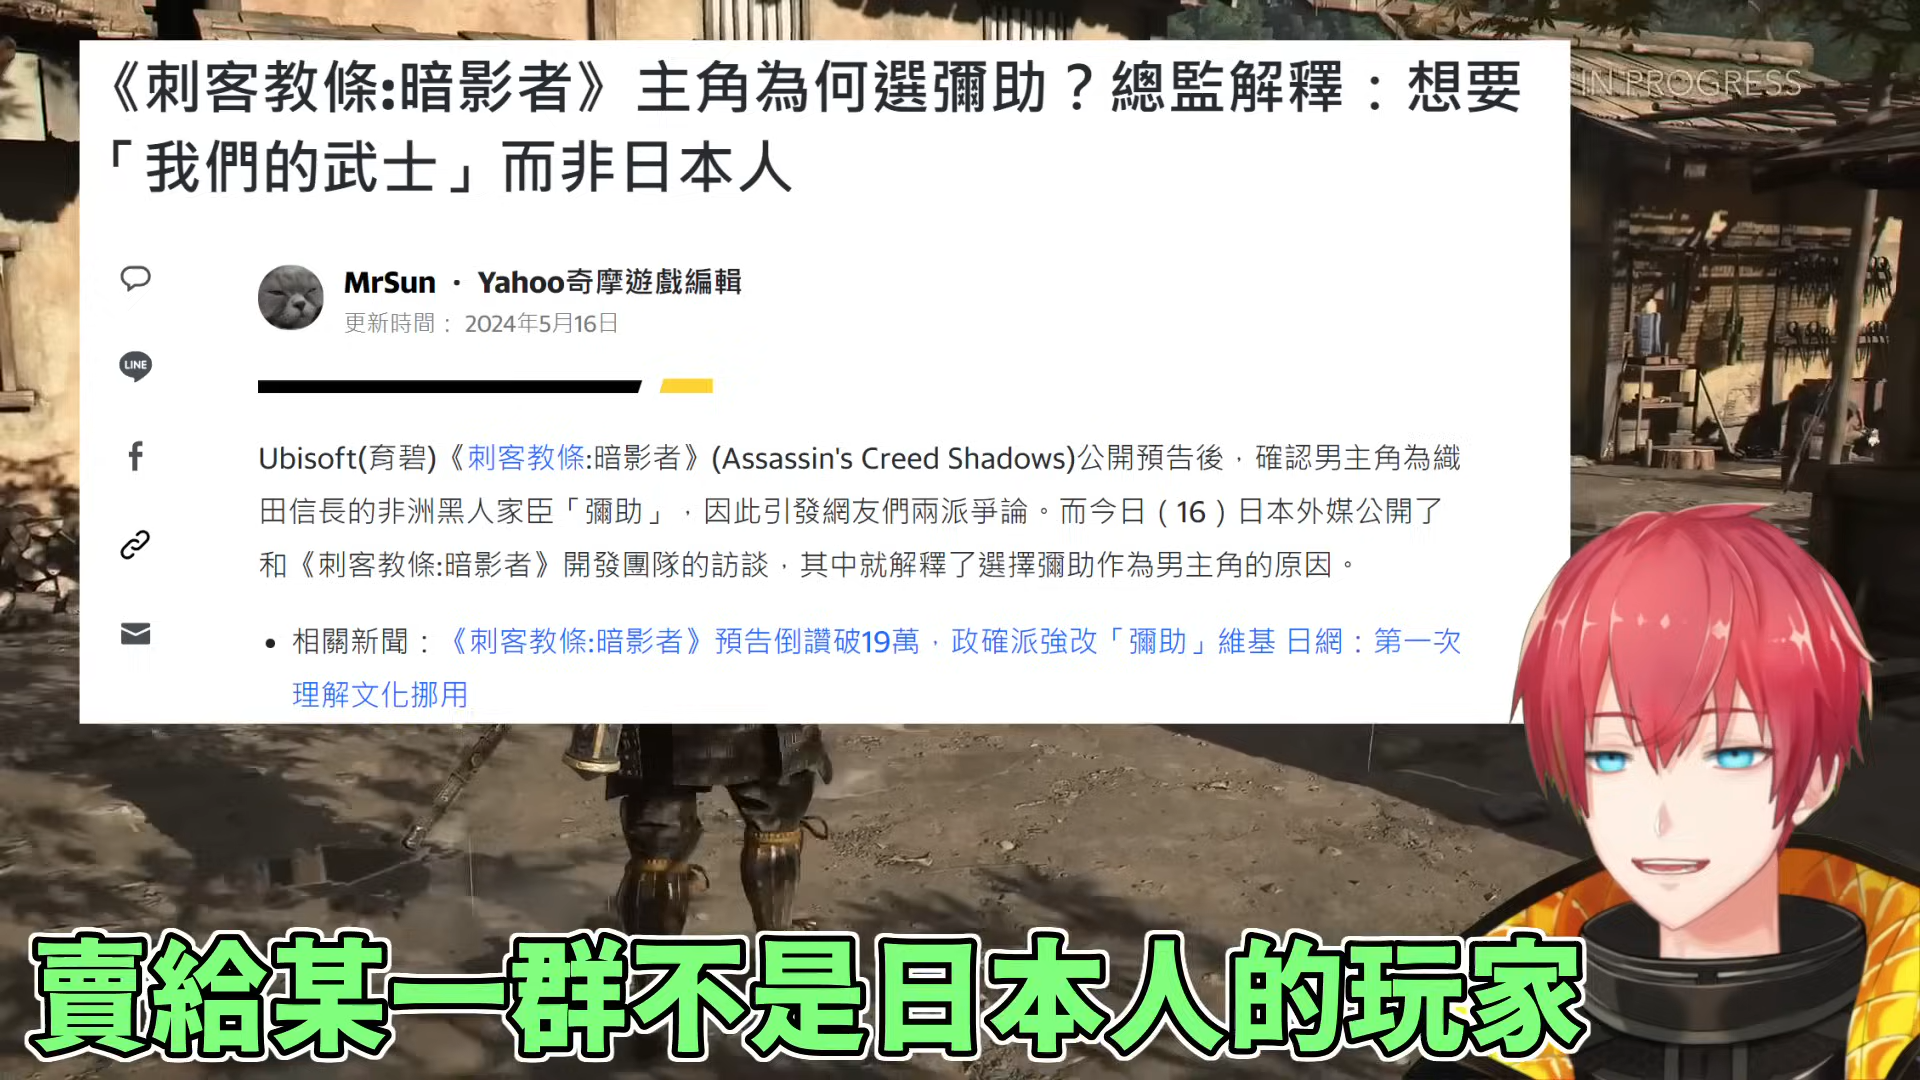 《刺客教條:暗影者》主角為何選彌助？總監解釋：想要
「我們的武士」而非日本人
IN PROGRESS
MrSun · Yahoo奇摩遊戲編輯
更新時間： 2024年5月16日
LINE
Ubisoft(育碧)《刺客教條:暗影者》(Assassin's Creed Shadows)公開預告後，確認男主角為織
田信長的非洲黑人家臣「彌助」，因此引發網友們兩派爭論。而今日（16）日本外媒公開了
和《刺客教條:暗影者》開發團隊的訪談，其中就解釋了選擇彌助作為男主角的原因。
• 相關新聞：《刺客教條:暗影者》預告倒讚破19萬，政確派強改「彌助」維基 日網：第一次
理解文化挪用
賣給某一群不是日本人的玩家